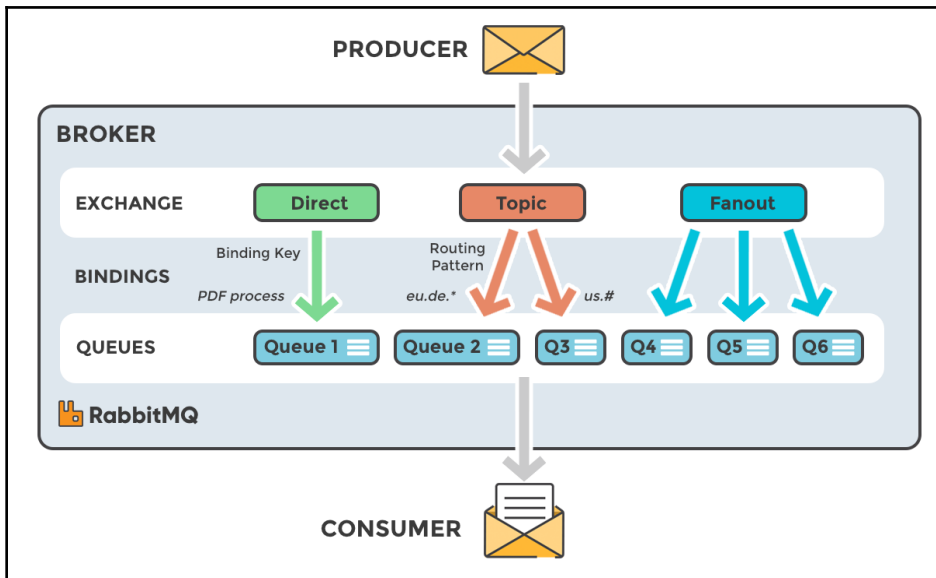 PRODUCER
BROKER
EXCHANGE
Direct
Topic
Fanout
Binding Key
Routing
Pattern
BINDINGS
PDF process
eu.de.*
us.#
QUEUES
Queue 1
Queue 2
Q3
Q4
Q5
Q6
RabbitMQ
CONSUMER